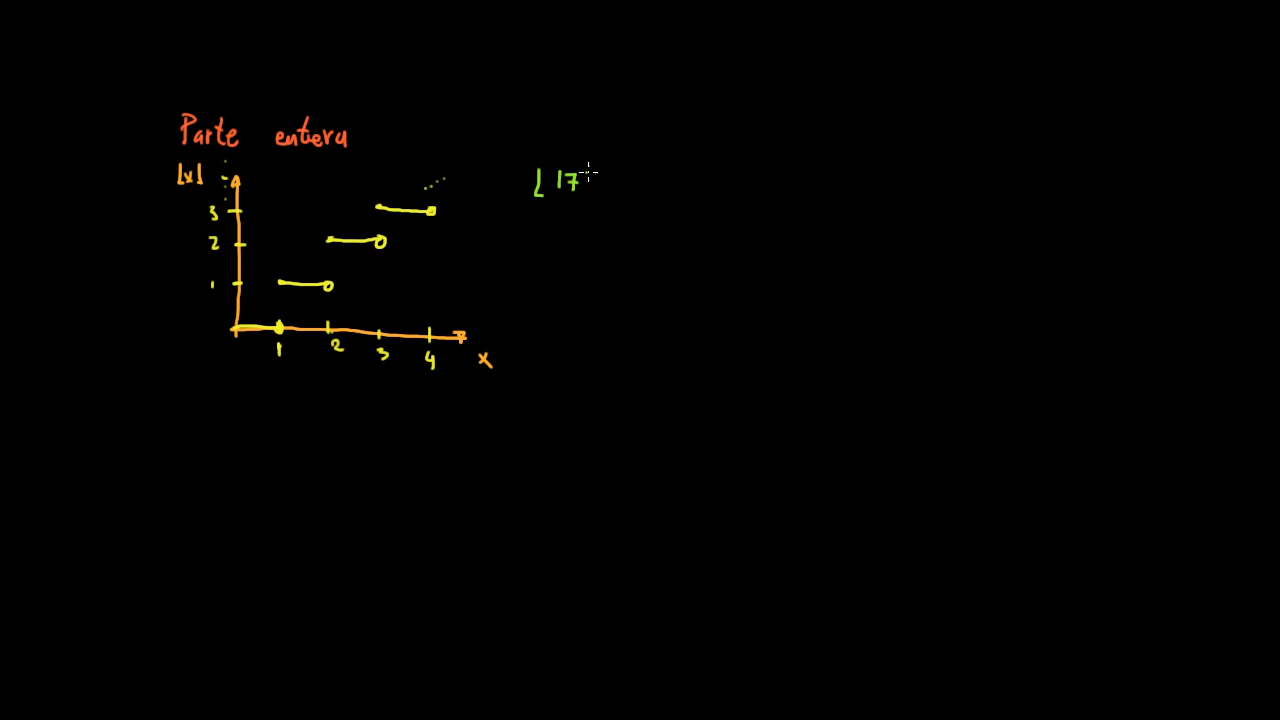 Parte entera
⌊x⌋
⌊ 17
3
2
1
1 2 3 4
x